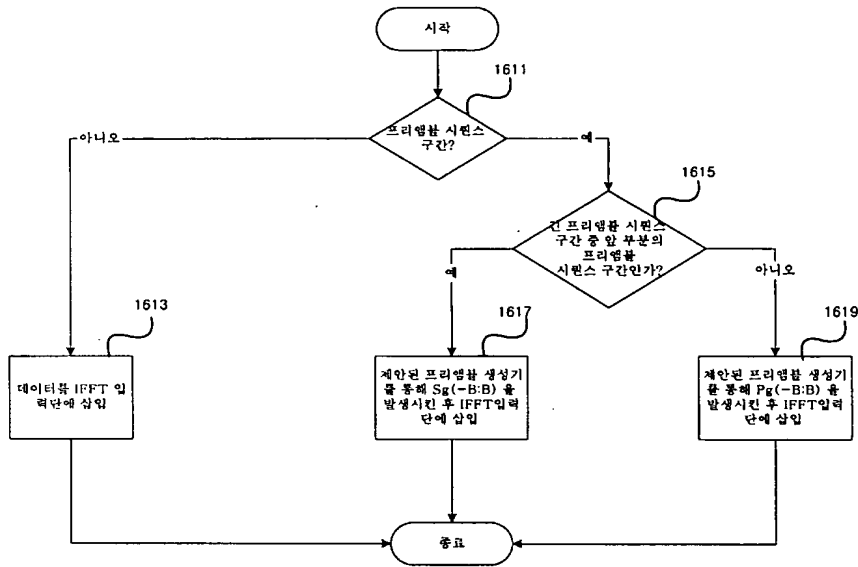 시작
1611
프리앰블 시퀀스
구간?
아니오
예
1615
긴 프리앰블 시퀀스
구간 중 앞 부분의
프리앰블
시퀀스 구간인가?
예
아니오
1613
데이터를 IFFT 입
력단에 삽입
1617
제안된 프리앰블 생성기
를 통해 Sg(-B:B) 을
발생시킨 후 IFFT입력
단에 삽입
1619
제안된 프리앰블 생성기
를 통해 Pg(-B:B) 을
발생시킨 후 IFFT입력
단에 삽입
종료